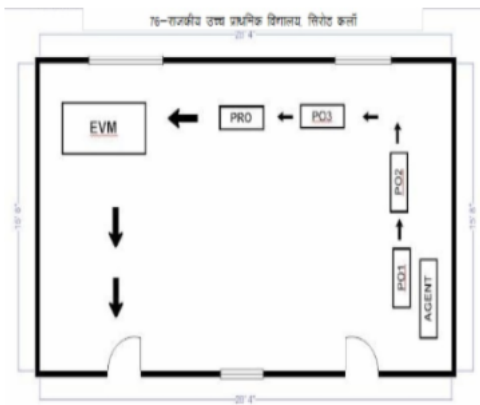 76-राजकीय उच्च प्राथमिक विद्यालय, सिरोह कलाँ
EVM
PRO
PO3
PO2
PO1
AGENT